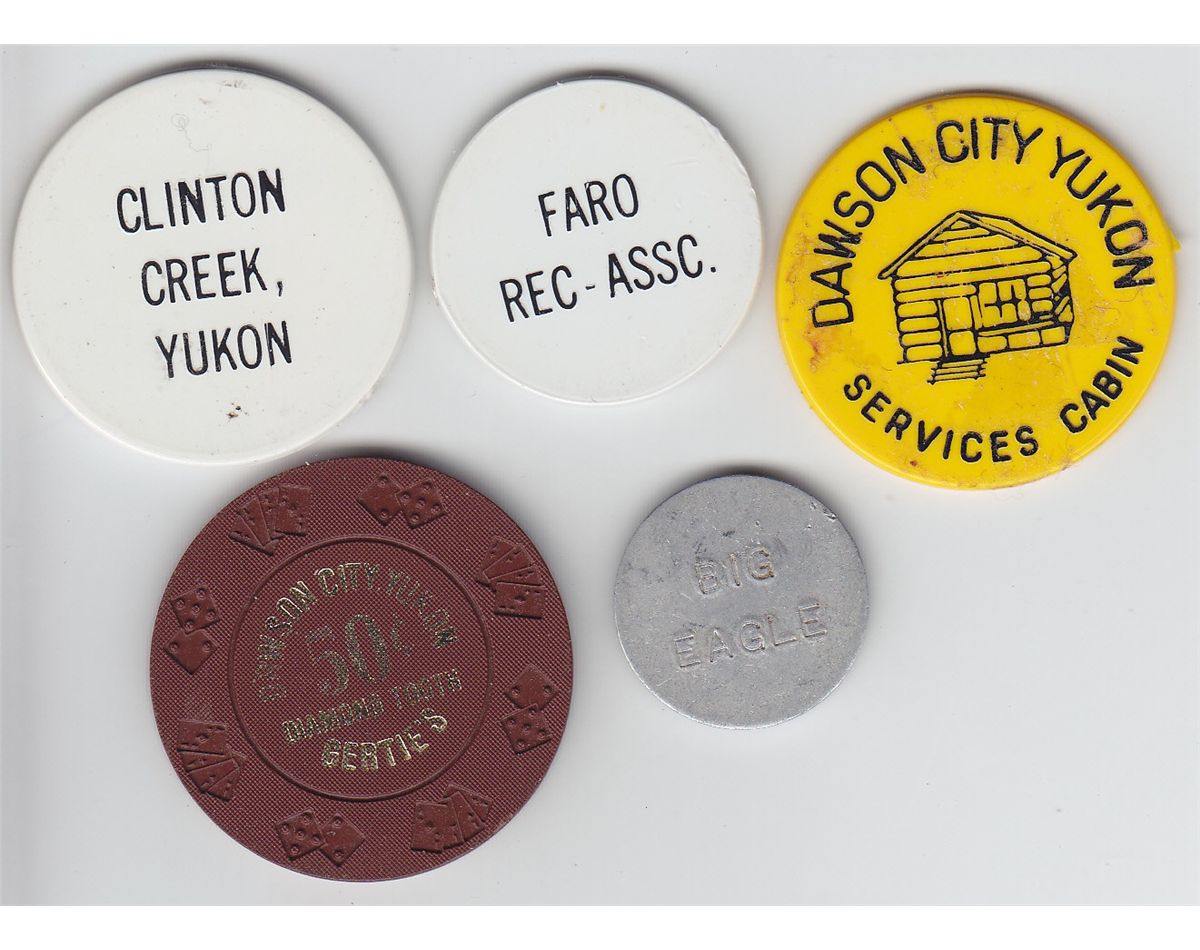 CLINTON
CREEK,
YUKON
FARO
REC-ASSC.
DAWSON CITY YUKON
SERVICES CABIN
DAWSON CITY YUKON
50¢
DIAMOND TOOTH
GERTIE'S
BIG
EAGLE